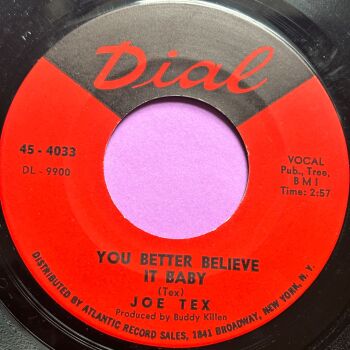 Dial
45 - 4033
DL - 9900
VOCAL
Pub., Tree,
BMI
Time: 2:57
YOU BETTER BELIEVE
IT BABY
(Tex)
JOE TEX
Produced by Buddy Killen
DISTRIBUTED BY ATLANTIC RECORD SALES, 1841 BROADWAY, NEW YORK, N. Y.